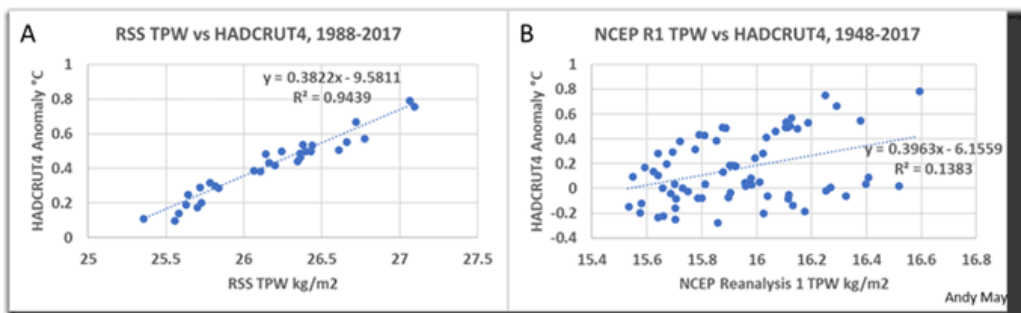 A
RSS TPW vs HADCRUT4, 1988-2017
y = 0.3822x - 9.5811
R² = 0.9439
HADCRUT4 Anomaly °C
1
0.8
0.6
0.4
0.2
0
25
25.5
26
26.5
27
27.5
RSS TPW kg/m2
B
NCEP R1 TPW vs HADCRUT4, 1948-2017
HADCRUT4 Anomaly °C
1
0.8
0.6
0.4
0.2
0
-0.2
-0.4
y = 0.3963x - 6.1559
R² = 0.1383
15.4
15.6
15.8
16
16.2
16.4
16.6
16.8
NCEP Reanalysis 1 TPW kg/m2
Andy May